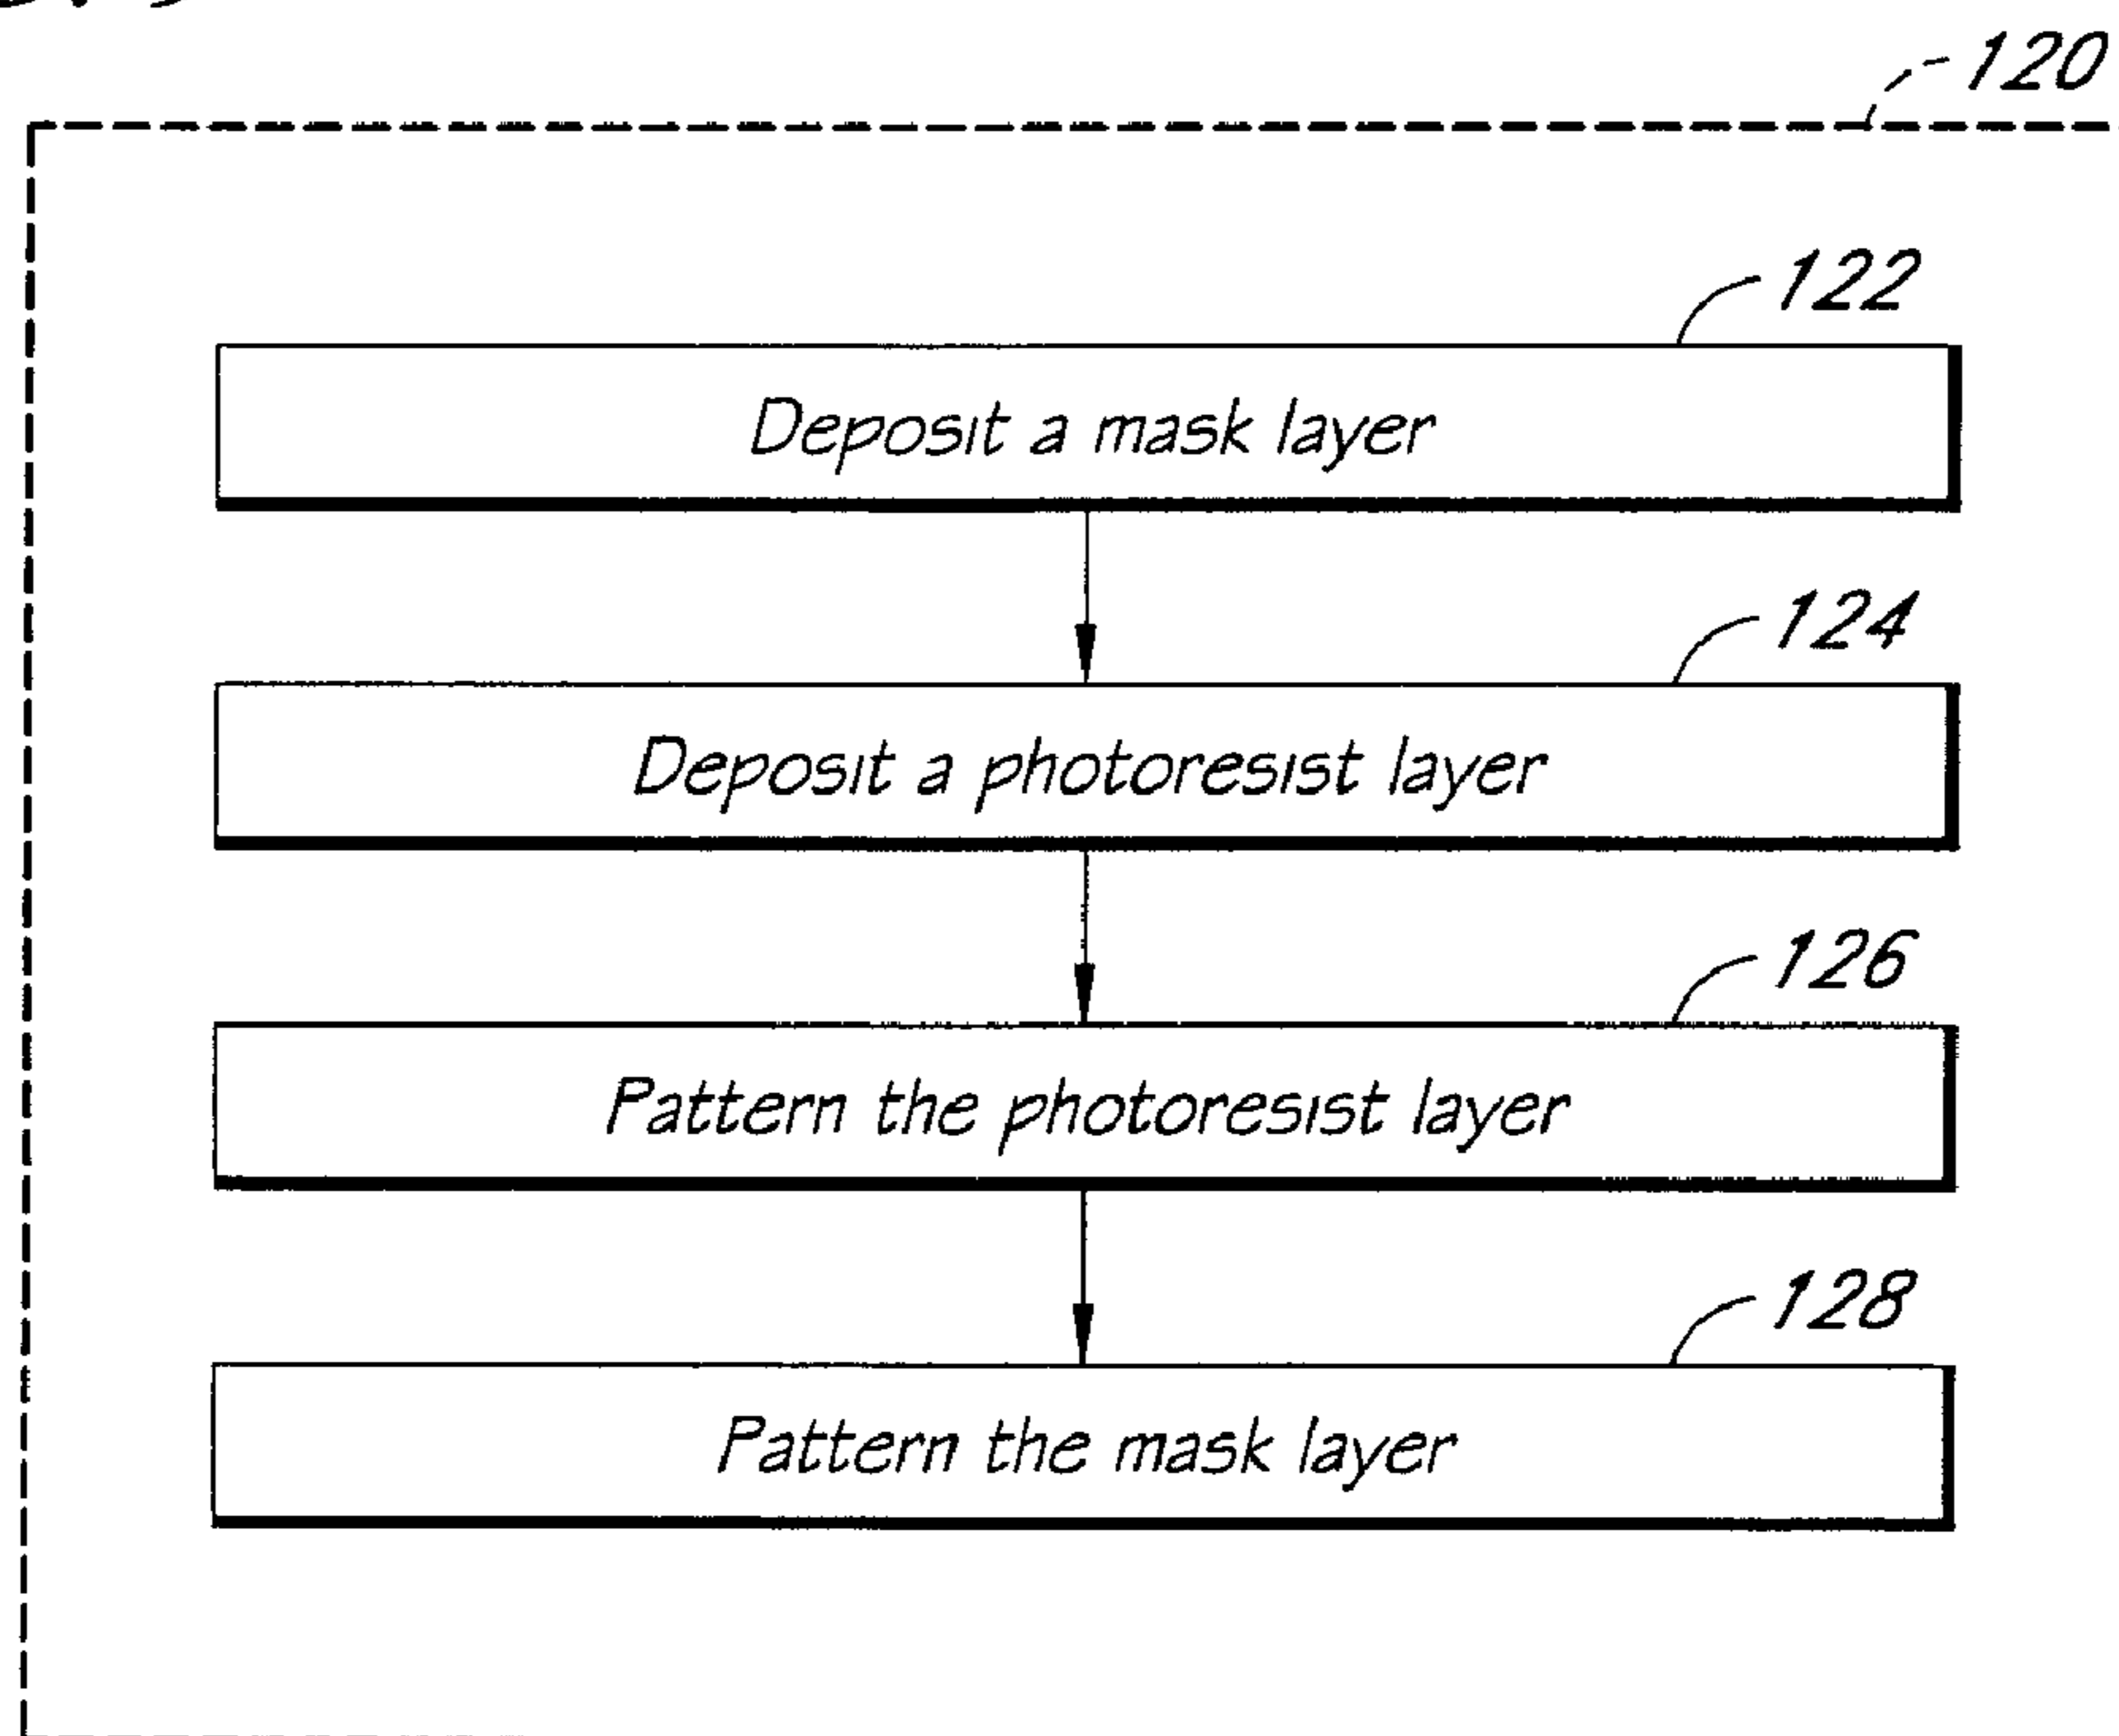 120
122
Deposit a mask layer
124
Deposit a photoresist layer
126
Pattern the photoresist layer
128
Pattern the mask layer